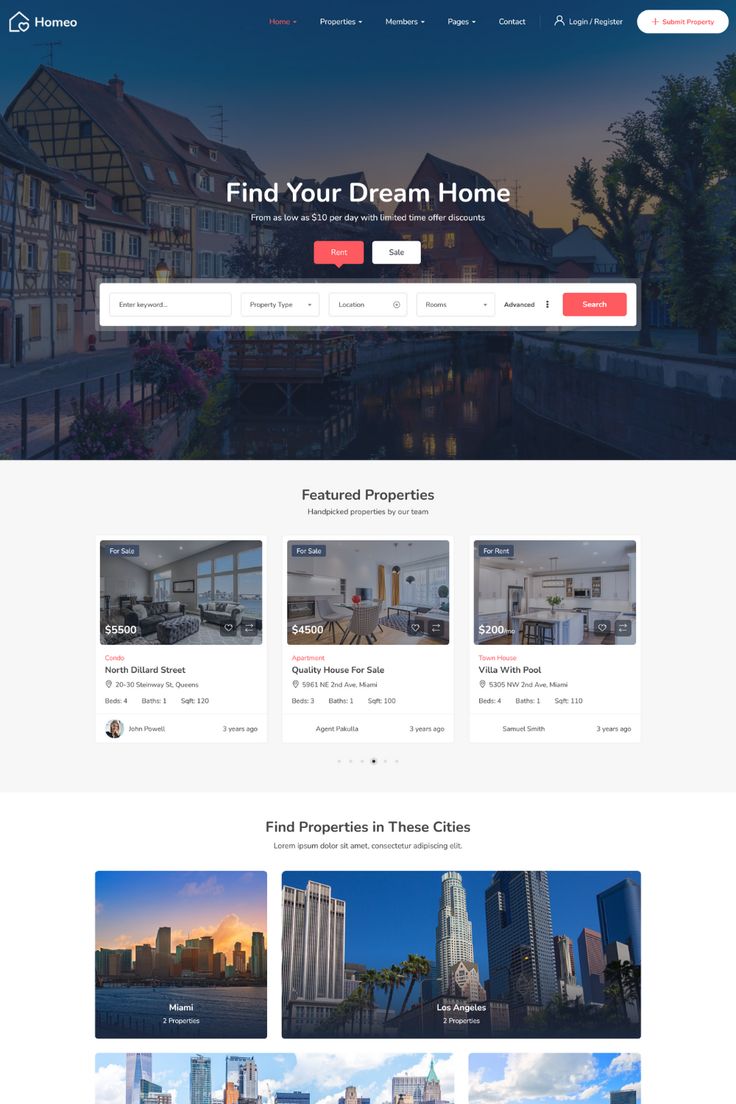 Homeo
Home Properties Members Pages Contact Login / Register Submit Property
Find Your Dream Home
From as low as $10 per day with limited time offer discounts
Rent Sale
Enter keyword... Property Type Location Rooms Advanced Search
Featured Properties
Handpicked properties by our team
For Sale
$5500
Condo
North Dillard Street
20-30 Steinway St, Queens
Beds: 4 Baths: 1 Sqft: 120
John Powell 3 years ago
For Sale
$4500
Apartment
Quality House For Sale
5961 NE 2nd Ave, Miami
Beds: 3 Baths: 1 Sqft: 100
Agent Pakulla 3 years ago
For Rent
$200/mo
Town House
Villa With Pool
5305 NW 2nd Ave, Miami
Beds: 4 Baths: 1 Sqft: 110
Samuel Smith 3 years ago
Find Properties in These Cities
Lorem ipsum dolor sit amet, consectetur adipiscing elit.
Miami
2 Properties
Los Angeles
2 Properties